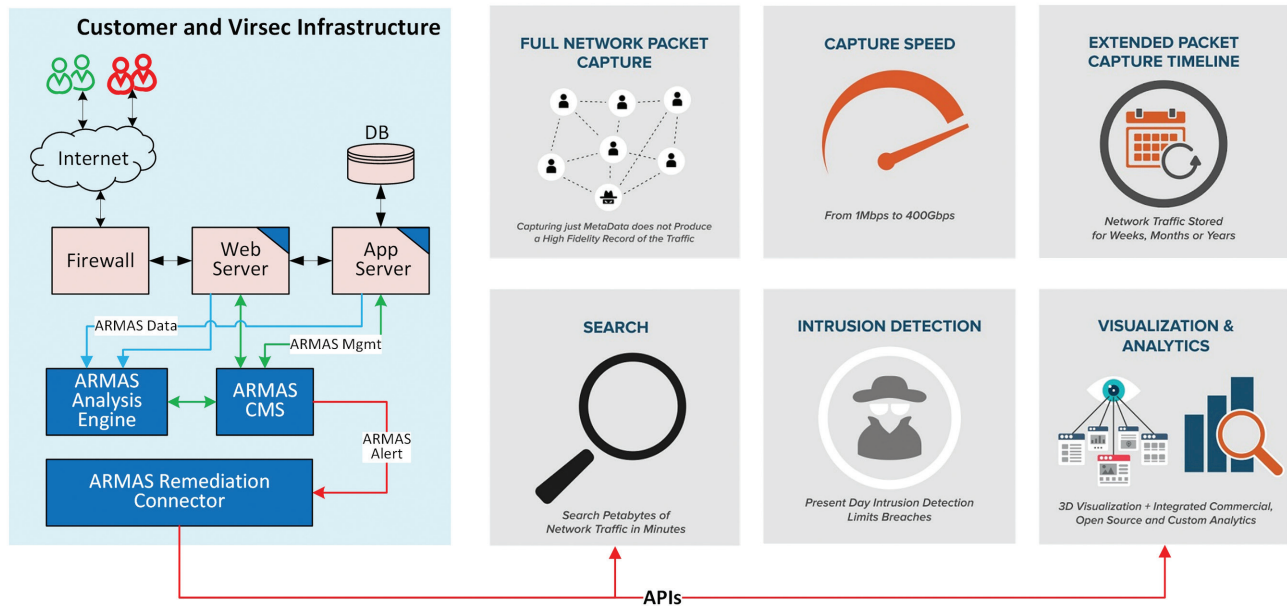 Customer and Virsec Infrastructure
Internet
DB
Firewall
Web
Server
App
Server
ARMAS Data
ARMAS Mgmt
ARMAS
Analysis
Engine
ARMAS
CMS
ARMAS
Alert
ARMAS Remediation
Connector
FULL NETWORK PACKET
CAPTURE
Capturing just MetaData does not Produce
a High Fidelity Record of the Traffic
CAPTURE SPEED
From 1Mbps to 400Gbps
EXTENDED PACKET
CAPTURE TIMELINE
Network Traffic Stored
for Weeks, Months or Years
SEARCH
Search Petabytes of
Network Traffic in Minutes
INTRUSION DETECTION
Present Day Intrusion Detection
Limits Breaches
VISUALIZATION &
ANALYTICS
3D Visualization + Integrated Commercial,
Open Source and Custom Analytics
APIs